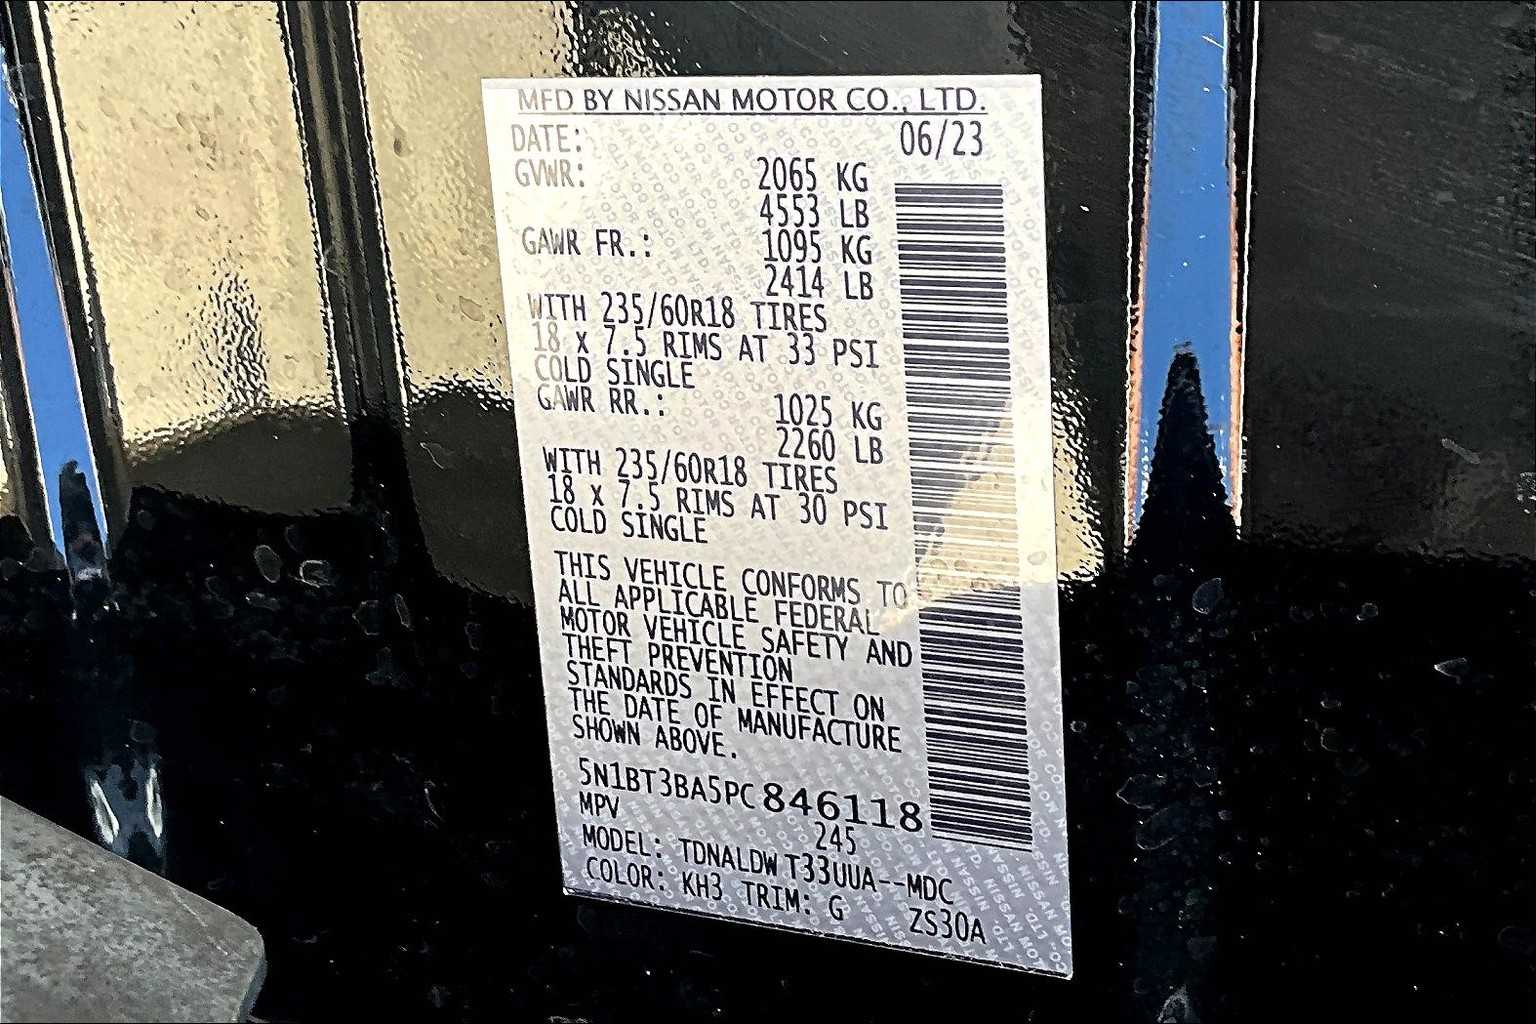 MFD BY NISSAN MOTOR CO., LTD.
DATE: 06/23
GVWR: 2065 KG
4553 LB
GAWR FR.: 1095 KG
2414 LB
WITH 235/60R18 TIRES
18 x 7.5 RIMS AT 33 PSI
COLD SINGLE
GAWR RR.: 1025 KG
2260 LB
WITH 235/60R18 TIRES
18 x 7.5 RIMS AT 30 PSI
COLD SINGLE
THIS VEHICLE CONFORMS TO
ALL APPLICABLE FEDERAL
MOTOR VEHICLE SAFETY AND
THEFT PREVENTION
STANDARDS IN EFFECT ON
THE DATE OF MANUFACTURE
SHOWN ABOVE.
5N1BT3BA5PC846118
MPV 245
MODEL: TDNALDW T33UUA--MDC
COLOR: KH3 TRIM: G ZS30A